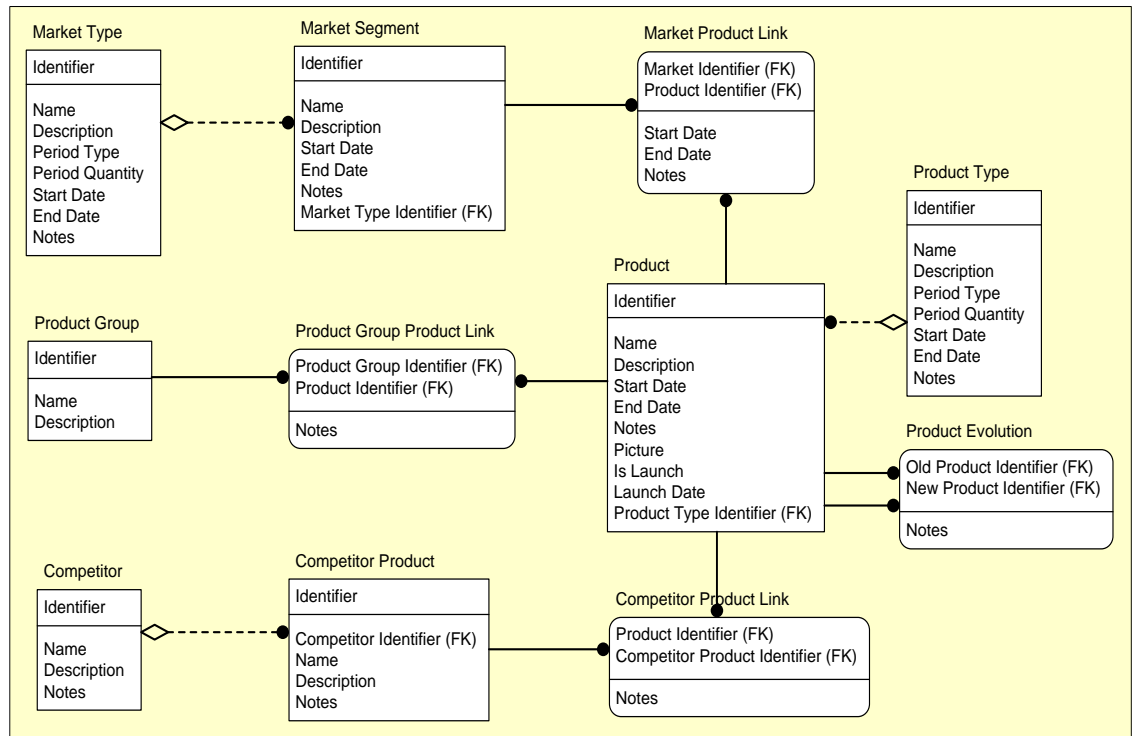 Market Type
Identifier
Name
Description
Period Type
Period Quantity
Start Date
End Date
Notes
Market Segment
Identifier
Name
Description
Start Date
End Date
Notes
Market Type Identifier (FK)
Market Product Link
Market Identifier (FK)
Product Identifier (FK)
Start Date
End Date
Notes
Product Type
Identifier
Name
Description
Period Type
Period Quantity
Start Date
End Date
Notes
Product Group
Identifier
Name
Description
Product Group Product Link
Product Group Identifier (FK)
Product Identifier (FK)
Notes
Product
Identifier
Name
Description
Start Date
End Date
Notes
Picture
Is Launch
Launch Date
Product Type Identifier (FK)
Product Evolution
Old Product Identifier (FK)
New Product Identifier (FK)
Notes
Competitor
Identifier
Name
Description
Notes
Competitor Product
Identifier
Competitor Identifier (FK)
Name
Description
Notes
Competitor Product Link
Product Identifier (FK)
Competitor Product Identifier (FK)
Notes